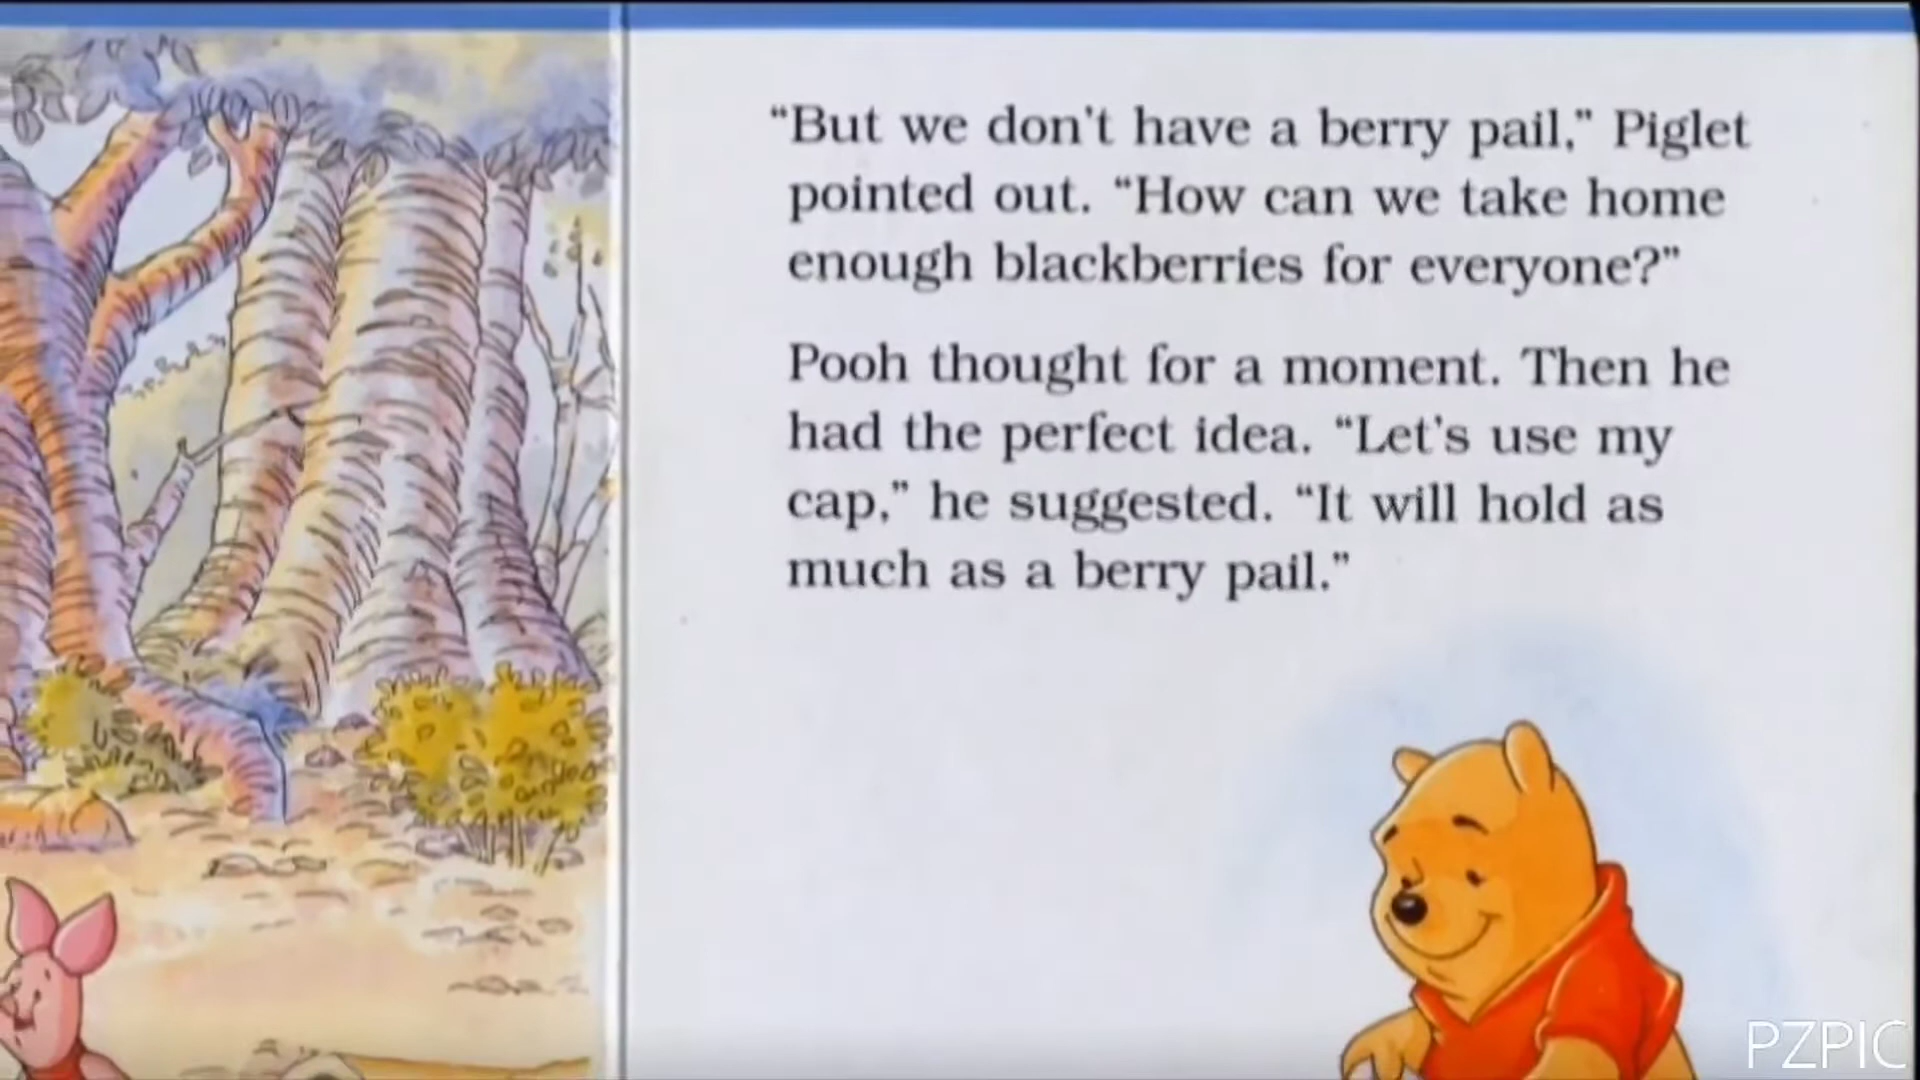 “But we don't have a berry pail,” Piglet
pointed out. “How can we take home
enough blackberries for everyone?”
Pooh thought for a moment. Then he
had the perfect idea. “Let's use my
cap,” he suggested. “It will hold as
much as a berry pail.”
PZPIC